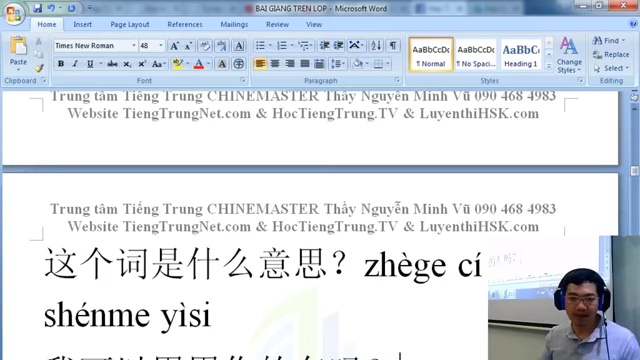 BAI GIANG TREN LOP - Microsoft Word
Home Insert Page Layout References Mailings Review View
Paste
Clipboard
Times New Roman 48
Font
Paragraph
AaBbCcDc AaBbCcDc AaBbCc
¶ Normal ¶ No Spaci... Heading 1
Change Styles
Styles
Find
Replace
Select
Editing
Trung tâm Tiếng Trung CHINEMASTER Thầy Nguyễn Minh Vũ 090 468 4983
Website TiengTrungNet.com & HocTiengTrung.TV & LuyenthiHSK.com
Trung tâm Tiếng Trung CHINEMASTER Thầy Nguyễn Minh Vũ 090 468 4983
Website TiengTrungNet.com & HocTiengTrung.TV & LuyenthiHSK.com
这个词是什么意思？zhège cí
shénme yìsi